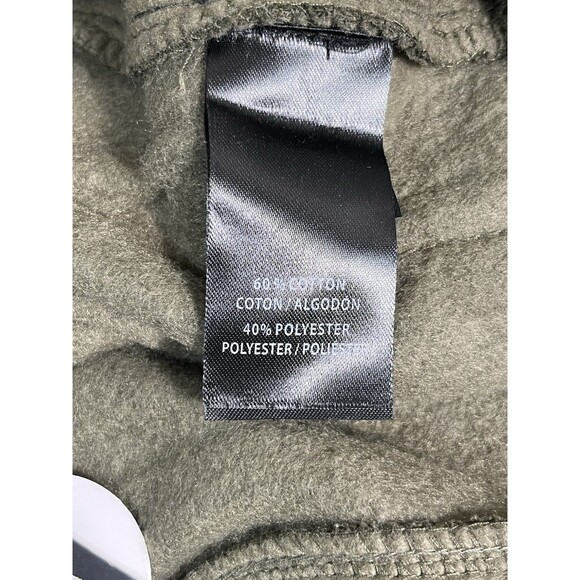 60% COTTON
COTON / ALGODON
40% POLYESTER
POLYESTER / POLIESTER